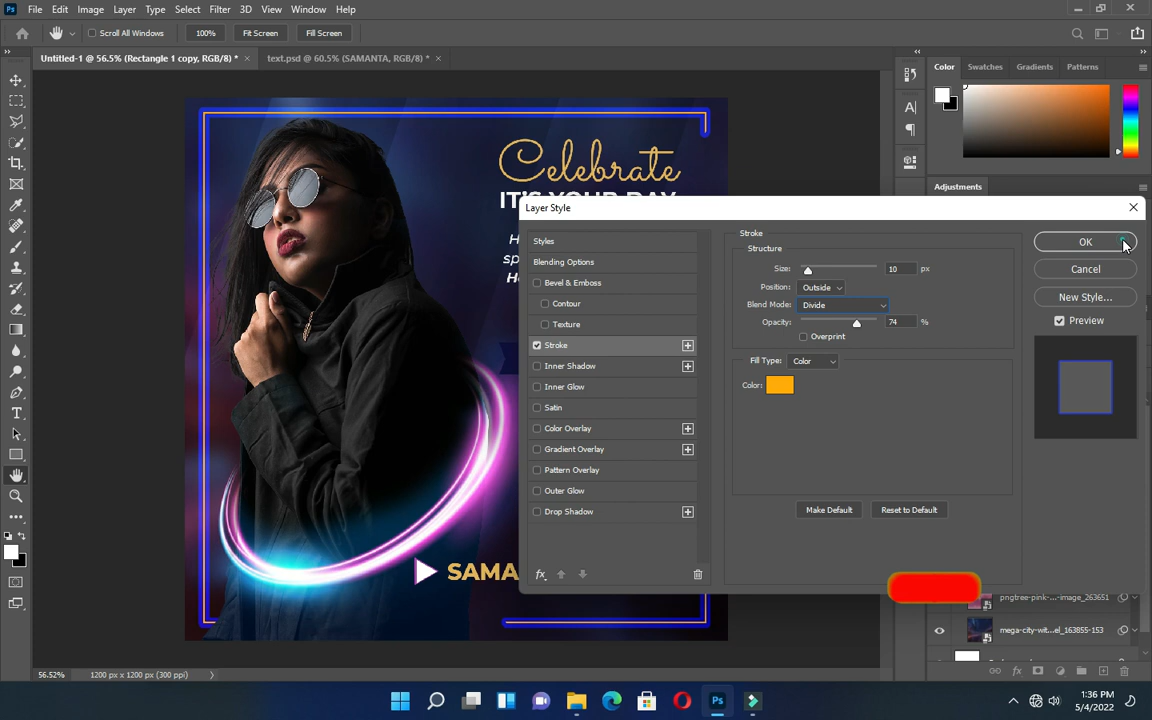 Ps File Edit Image Layer Type Select Filter 3D View Window Help
Scroll All Windows 100% Fit Screen Fill Screen
Untitled-1 @ 56.5% (Rectangle 1 copy, RGB/8) * × text.psd @ 60.5% (SAMANTA, RGB/8) * ×
Color Swatches Gradients Patterns
Adjustments
Celebrate
IT'S YOUR DAY
Layer Style
Styles
Blending Options
Bevel & Emboss
Contour
Texture
Stroke
Inner Shadow
Inner Glow
Satin
Color Overlay
Gradient Overlay
Pattern Overlay
Outer Glow
Drop Shadow
fx
Stroke
Structure
Size: 10 px
Position: Outside
Blend Mode: Divide
Opacity: 74 %
Overprint
Fill Type: Color
Color:
Make Default Reset to Default
OK
Cancel
New Style...
Preview
SAMA
pngtree-pink-...-image_263651
mega-city-wit...el_163855-153
fx
56.52% 1200 px x 1200 px (300 ppi)
Ps
1:36 PM
5/4/2022